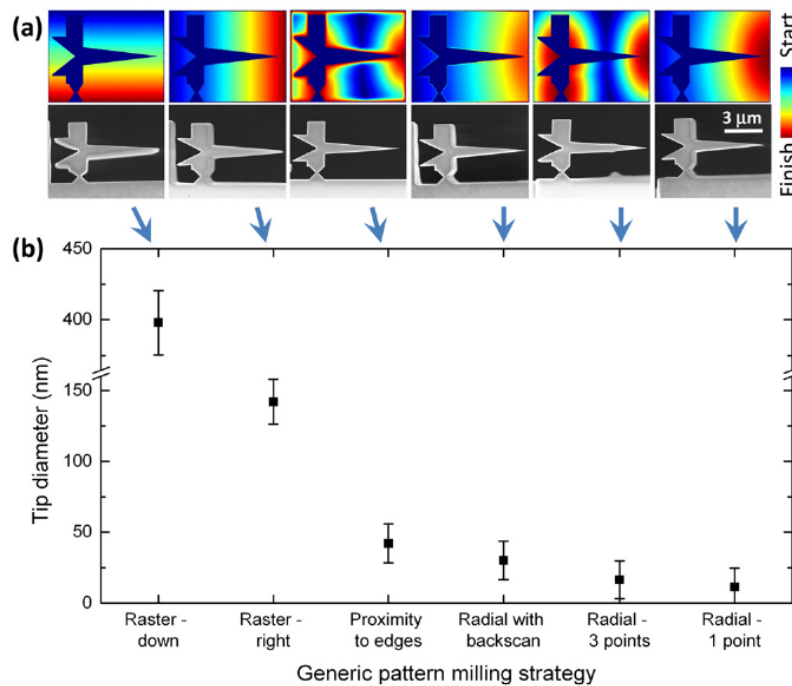 (a)
Start
Finish
3 μm
(b)
450
400
150
100
50
0
Tip diameter (nm)
Raster - down
Raster - right
Proximity to edges
Radial with backscan
Radial - 3 points
Radial - 1 point
Generic pattern milling strategy